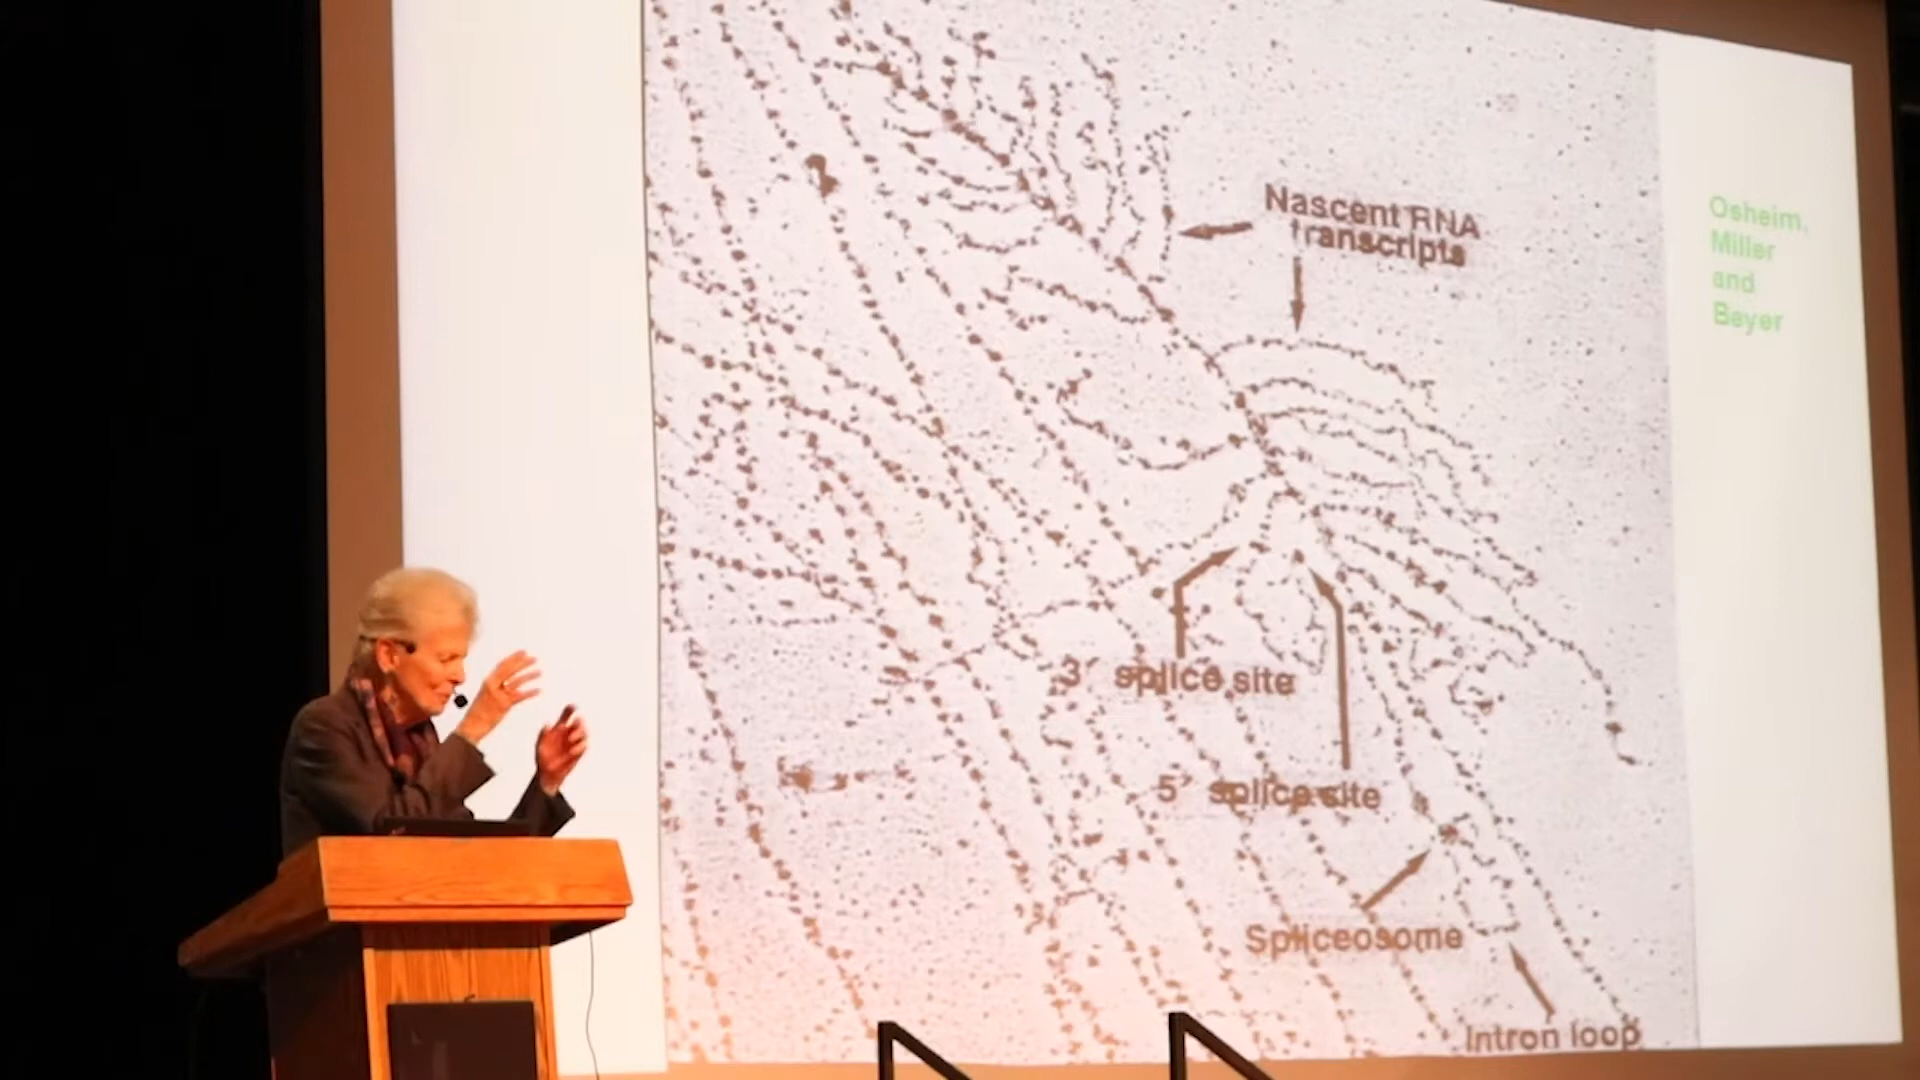 Nascent RNA
transcripts
Osheim,
Miller
and
Beyer
3′ splice site
5′ splice site
Spliceosome
Intron loop